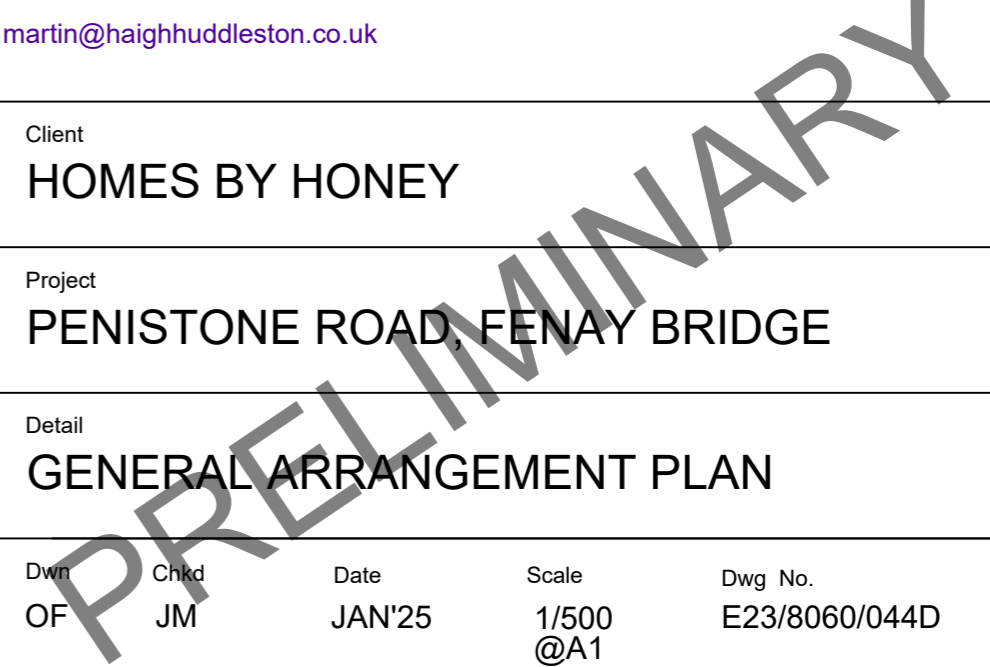 martin@haighhuddleston.co.uk
Client
HOMES BY HONEY
Project
PENISTONE ROAD, FENAY BRIDGE
Detail
GENERAL ARRANGEMENT PLAN
PRELIMINARY
Dwn Chkd Date Scale Dwg No.
OF JM JAN'25 1/500 E23/8060/044D
@A1